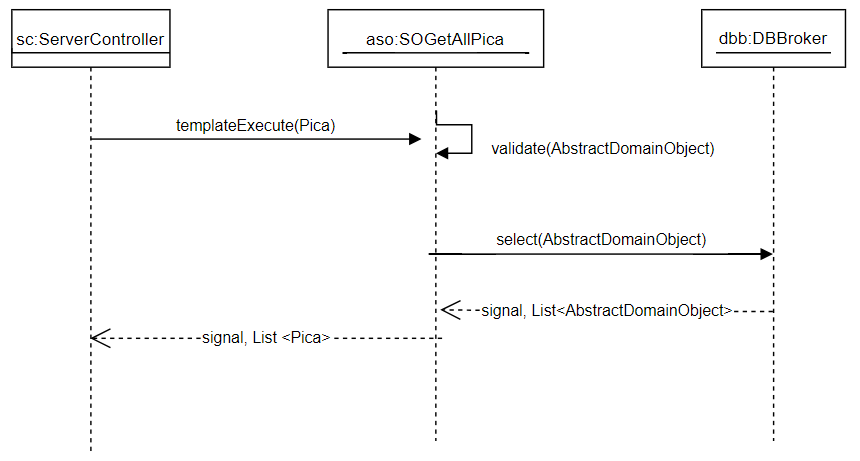 sc:ServerController
aso:SOGetAllPica
dbb:DBBroker
templateExecute(Pica)
validate(AbstractDomainObject)
select(AbstractDomainObject)
signal, List<AbstractDomainObject>
signal, List <Pica>